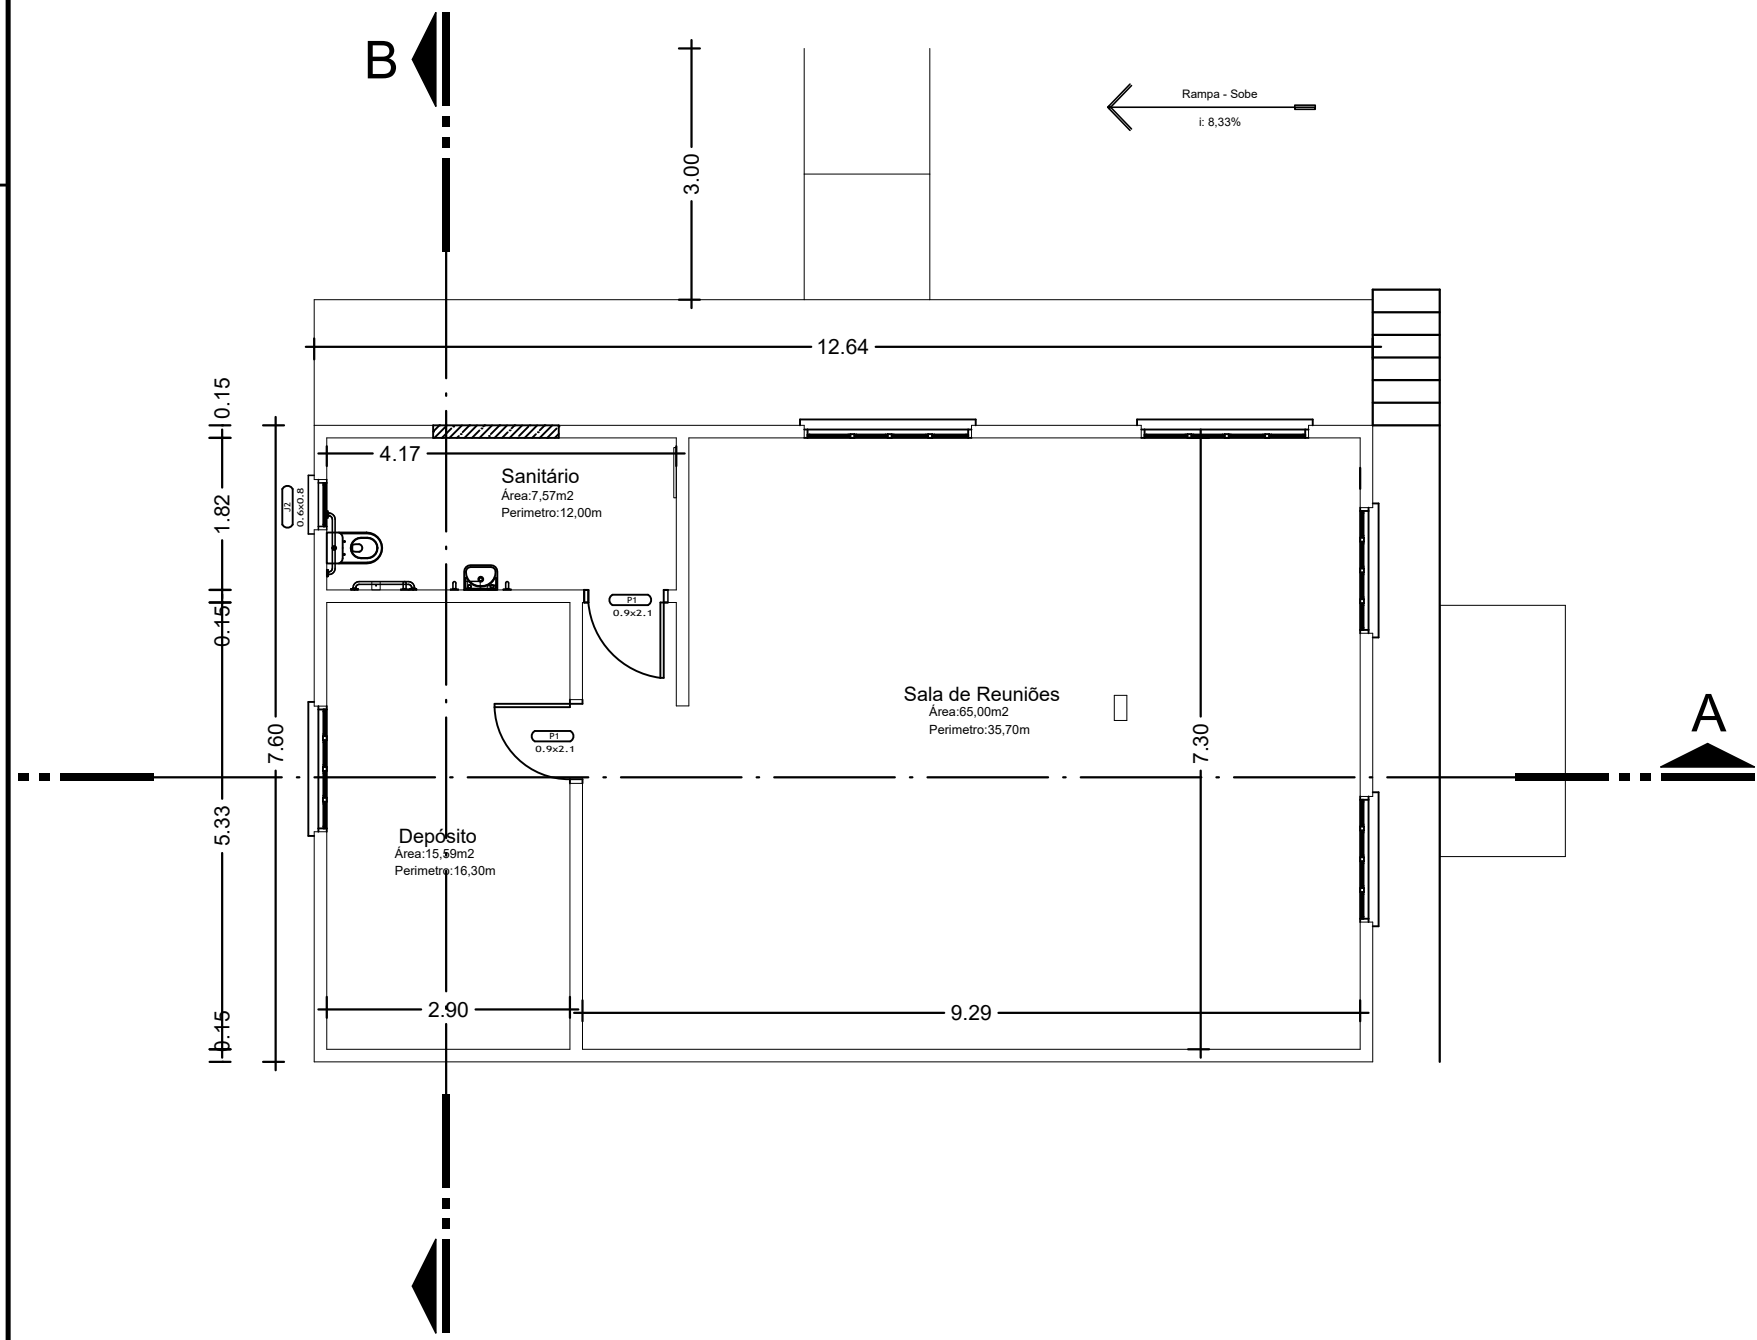 B
Rampa - Sobe
i: 8,33%
3.00
12.64
0.15
4.17
Sanitário
Área:7,57m2
Perimetro:12,00m
J2
0.6x0.8
1.82
P1
0.9x2.1
0.15
Sala de Reuniões
Área:65,00m2
Perimetro:35,70m
A
P1
0.9x2.1
7.60
7.30
5.33
Depósito
Área:15,59m2
Perimetro:16,30m
2.90
9.29
0.15